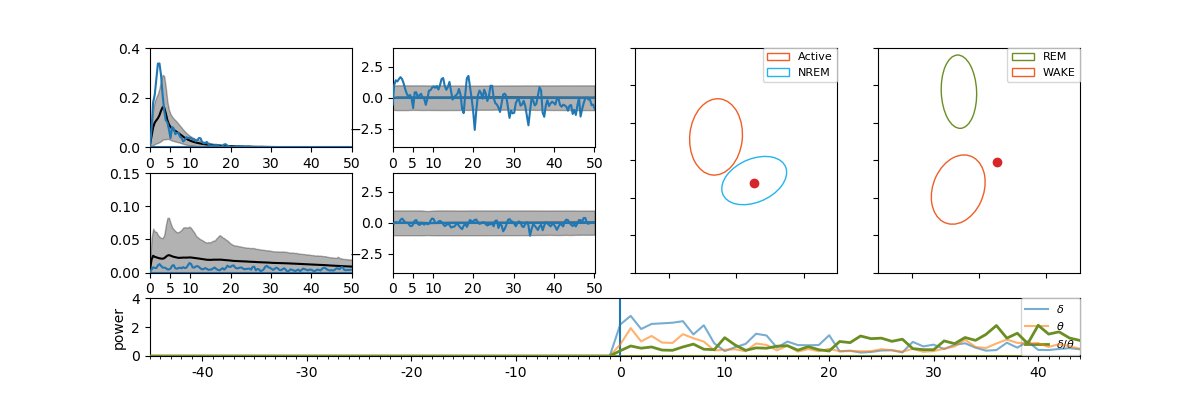 0.4
0.2
0.0
0 5 10 20 30 40 50
2.5
0.0
−2.5
0 5 10 20 30 40 50
Active
NREM
REM
WAKE
0.15
0.10
0.05
0.00
0 5 10 20 30 40 50
2.5
0.0
−2.5
0 5 10 20 30 40 50
power
4
2
0
-40 -30 -20 -10 0 10 20 30 40
δ
θ
δ/θ